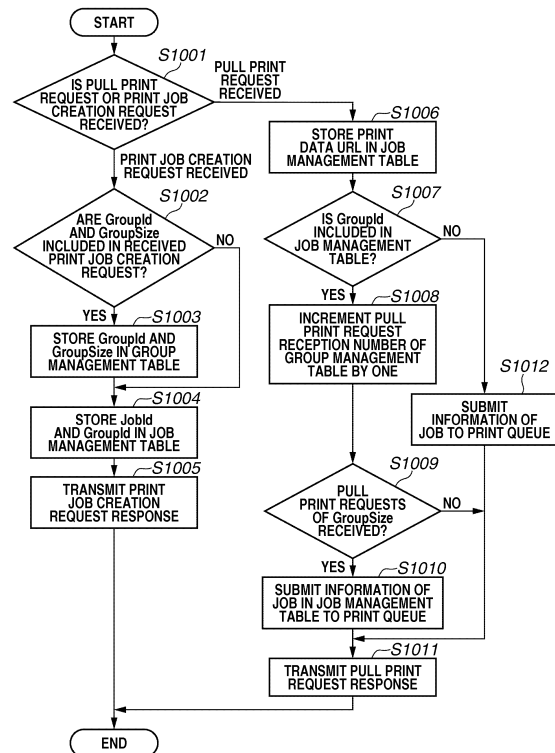 START
S1001
IS PULL PRINT
REQUEST OR PRINT JOB
CREATION REQUEST
RECEIVED?
PULL PRINT
REQUEST
RECEIVED
PRINT JOB CREATION
REQUEST RECEIVED
S1002
ARE GroupId
AND GroupSize
INCLUDED IN RECEIVED
PRINT JOB CREATION
REQUEST?
NO
YES
S1003
STORE GroupId AND
GroupSize IN GROUP
MANAGEMENT TABLE
S1004
STORE JobId
AND GroupId IN JOB
MANAGEMENT TABLE
S1005
TRANSMIT PRINT
JOB CREATION
REQUEST RESPONSE
S1006
STORE PRINT
DATA URL IN JOB
MANAGEMENT TABLE
S1007
IS GroupId
INCLUDED IN
JOB MANAGEMENT
TABLE?
NO
YES
S1008
INCREMENT PULL
PRINT REQUEST
RECEPTION NUMBER OF
GROUP MANAGEMENT
TABLE BY ONE
S1012
SUBMIT
INFORMATION OF
JOB TO PRINT QUEUE
S1009
PULL
PRINT REQUESTS
OF GroupSize
RECEIVED?
NO
YES
S1010
SUBMIT INFORMATION OF
JOB IN JOB MANAGEMENT
TABLE TO PRINT QUEUE
S1011
TRANSMIT PULL PRINT
REQUEST RESPONSE
END